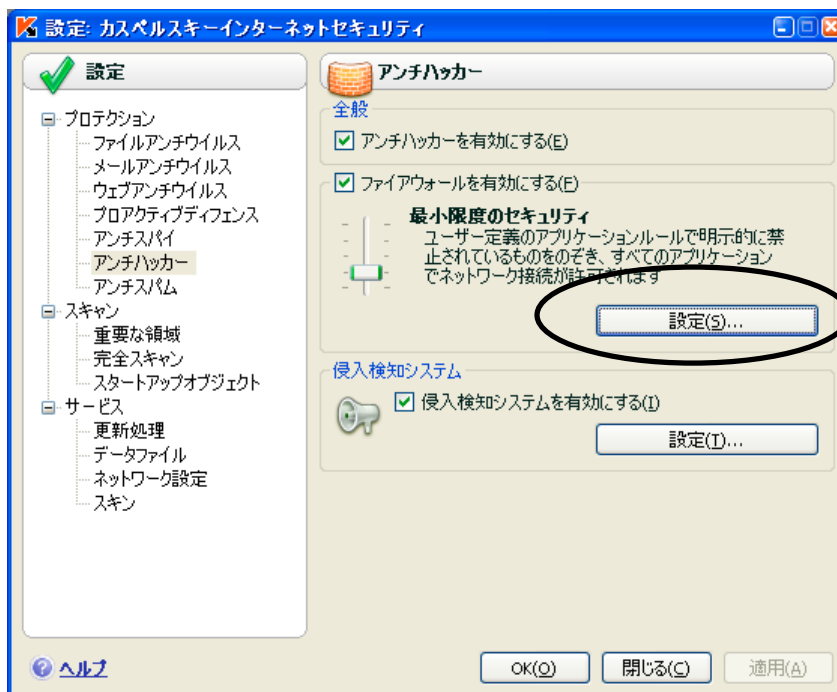 設定: カスペルスキーインターネットセキュリティ
設定
プロテクション
ファイルアンチウイルス
メールアンチウイルス
ウェブアンチウイルス
プロアクティブディフェンス
アンチスパイ
アンチハッカー
アンチスパム
スキャン
重要な領域
完全スキャン
スタートアップオブジェクト
サービス
更新処理
データファイル
ネットワーク設定
スキン
アンチハッカー
全般
アンチハッカーを有効にする(E)
ファイアウォールを有効にする(F)
最小限度のセキュリティ
ユーザー定義のアプリケーションルールで明示的に禁
止されているものをのぞき、すべてのアプリケーション
でネットワーク接続が許可されます
設定(S)...
侵入検知システム
侵入検知システムを有効にする(I)
設定(T)...
ヘルプ
OK(O)
閉じる(C)
適用(A)